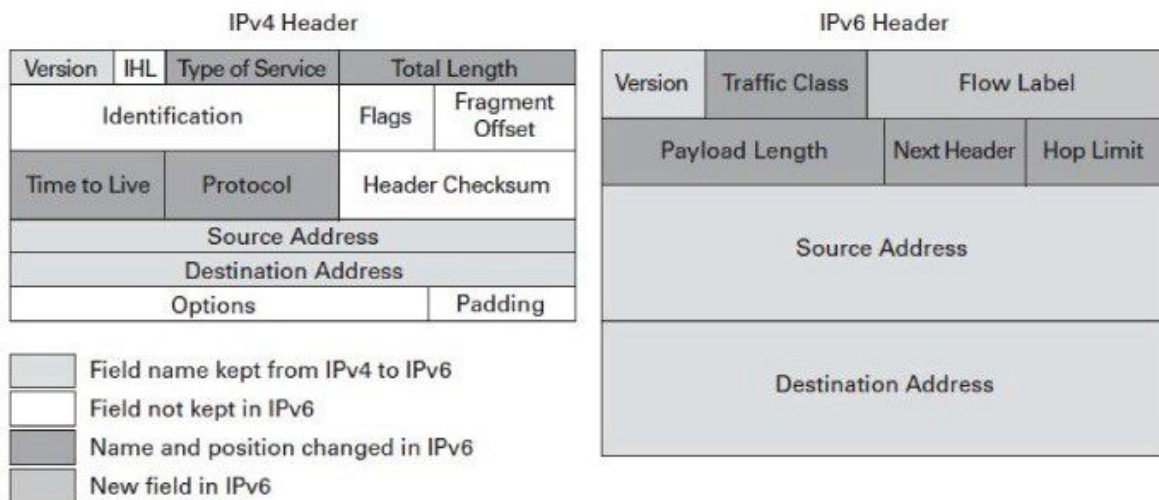 IPv4 Header
Version IHL Type of Service Total Length
Identification Flags Fragment
Offset
Time to Live Protocol Header Checksum
Source Address
Destination Address
Options Padding
IPv6 Header
Version Traffic Class Flow Label
Payload Length Next Header Hop Limit
Source Address
Destination Address
Field name kept from IPv4 to IPv6
Field not kept in IPv6
Name and position changed in IPv6
New field in IPv6